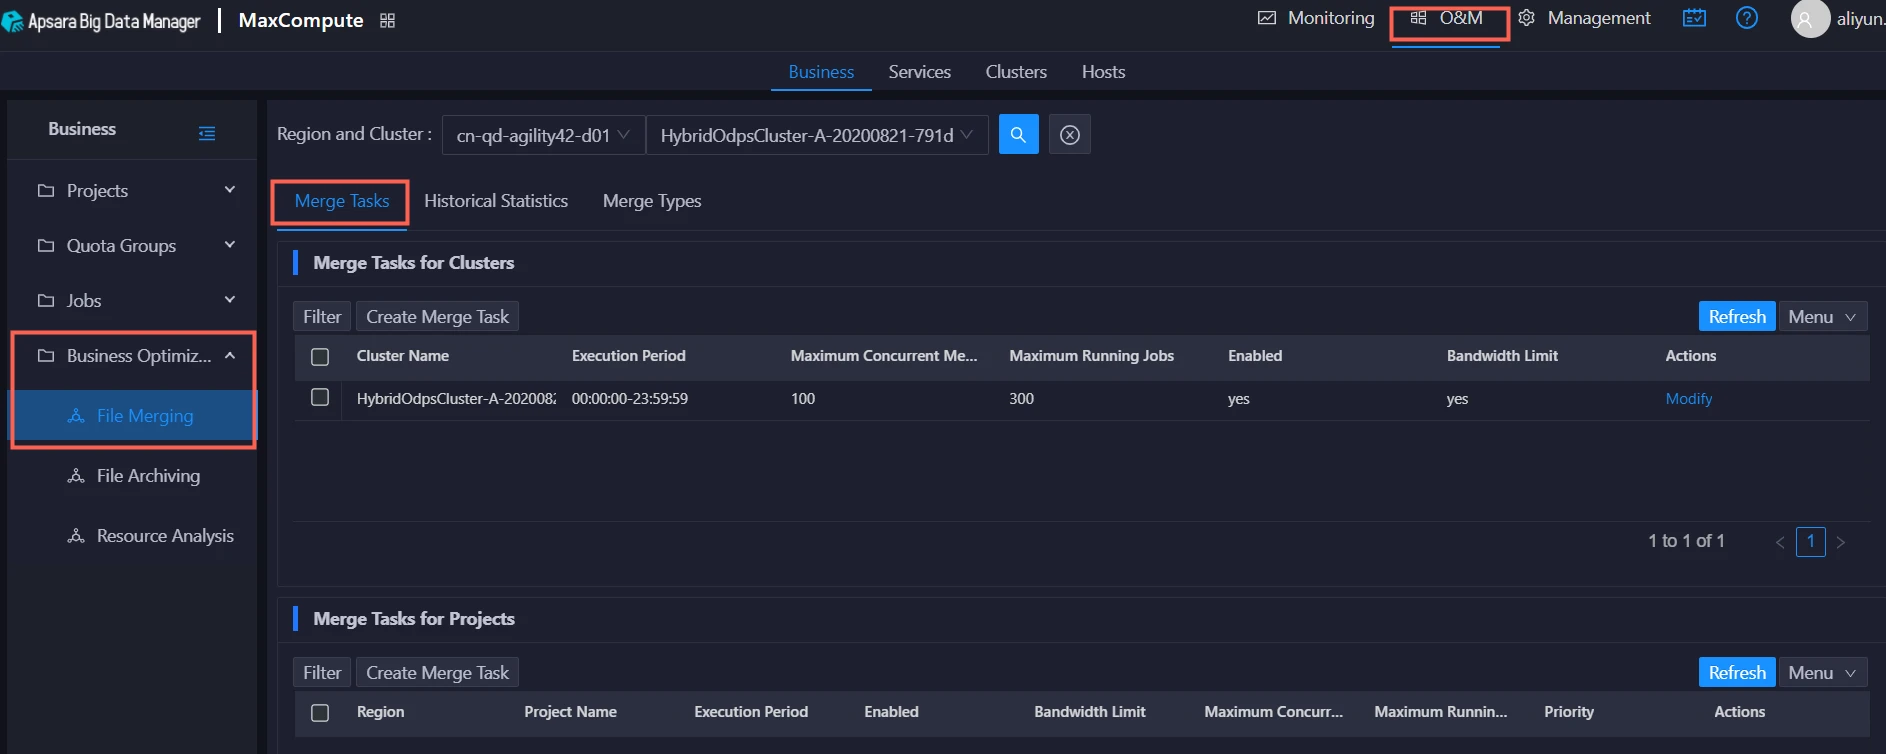 Apsara Big Data Manager | MaxCompute Monitoring O&M Management aliyun.
Business Services Clusters Hosts
Business
Projects
Quota Groups
Jobs
Business Optimiz...
File Merging
File Archiving
Resource Analysis
Region and Cluster : cn-qd-agility42-d01 HybridOdpsCluster-A-20200821-791d
Merge Tasks Historical Statistics Merge Types
Merge Tasks for Clusters
Filter Create Merge Task Refresh Menu
Cluster Name Execution Period Maximum Concurrent Me... Maximum Running Jobs Enabled Bandwidth Limit Actions
HybridOdpsCluster-A-202008 00:00:00-23:59:59 100 300 yes yes Modify
1 to 1 of 1 < 1 >
Merge Tasks for Projects
Filter Create Merge Task Refresh Menu
Region Project Name Execution Period Enabled Bandwidth Limit Maximum Concurr... Maximum Runnin... Priority Actions